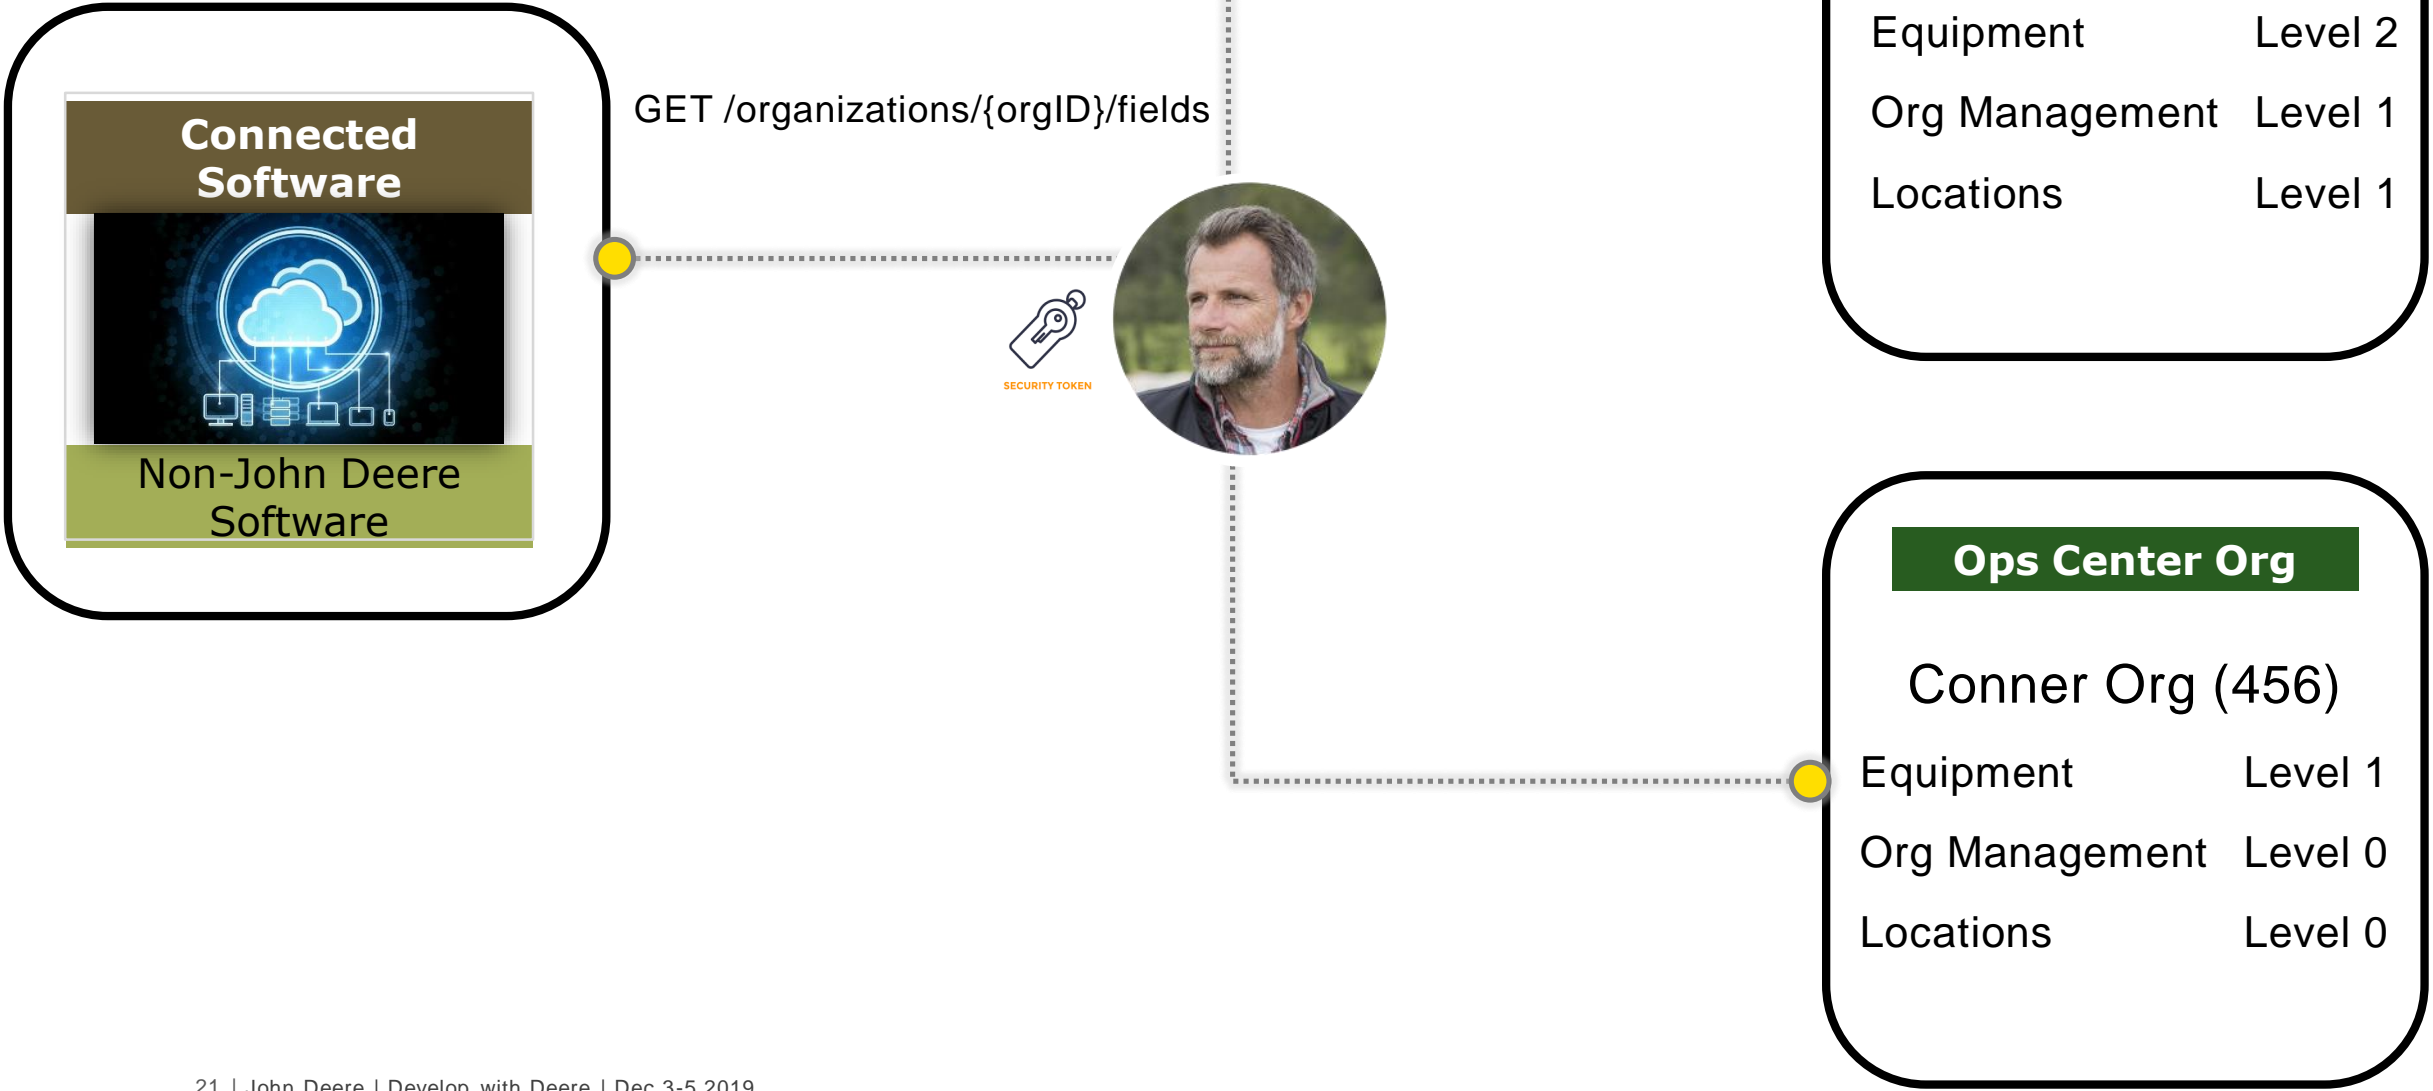 Equipment Level 2
Org Management Level 1
Locations Level 1
GET /organizations/{orgID}/fields
Connected
Software
Non-John Deere
Software
SECURITY TOKEN
Ops Center Org
Conner Org (456)
Equipment Level 1
Org Management Level 0
Locations Level 0
21 | John Deere | Develop with Deere | Dec 3-5 2019